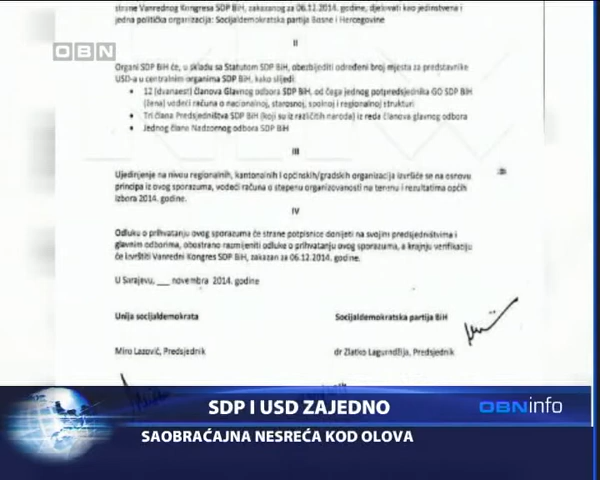 strane Vanrednog Kongresa SDP BiH, zakazanog za 06.12.2014. godine, djelovati kao jedinstvena i
jedna politička organizacija: Socijaldemokratska partija Bosne i Hercegovine
OBN
II
Organi SDP BiH će, u skladu sa Statutom SDP BiH, obezbijediti određeni broj mjesta za predstavnike
USD-a u centralnim organima SDP BiH, kako slijedi:
• 12 (dvanaest) članova Glavnog odbora SDP BiH, od čega jednog potpredsjednika GO SDP BiH
(žena) vodeći računa o nacionalnoj, starosnoj, spolnoj i regionalnoj strukturi
• Tri člana Predsjedništva SDP BiH (koji su iz različitih naroda) iz reda članova glavnog odbora
• Jednog člana Nadzornog odbora SDP BiH
III
Ujedinjenje na nivou regionalnih, kantonalnih i općinskih/gradskih organizacija izvršiće se na osnovu
principa iz ovog sporazuma, vodeći računa o stepenu organizovanosti na terenu i rezultatima općih
izbora 2014. godine.
IV
Odluku o prihvatanju ovog sporazuma će strane potpisnice donijeti na svojim predsjedništvima i
glavnim odborima, obostrano razmijeniti odluke o prihvatanju ovog sporazuma, a krajnju verifikaciju
će izvršiti Vanredni Kongres SDP BiH, zakazan za 06.12.2014. godine.
U Sarajevu, ___ novembra 2014. godine
Unija socijaldemokrata Socijaldemokratska partija BiH
Miro Lazović, Predsjednik dr Zlatko Lagumdžija, Predsjednik
SDP I USD ZAJEDNO
OBNinfo
SAOBRAĆAJNA NESREĆA KOD OLOVA